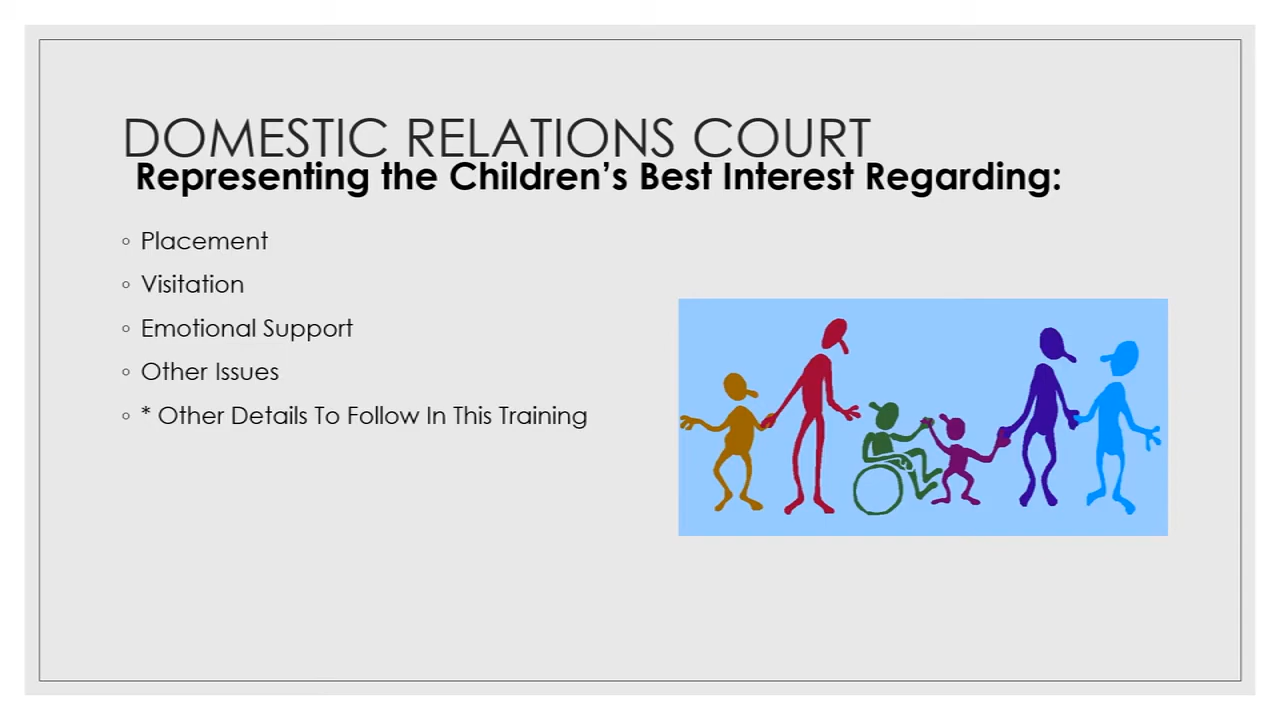 DOMESTIC RELATIONS COURT
Representing the Children’s Best Interest Regarding:
◦ Placement
◦ Visitation
◦ Emotional Support
◦ Other Issues
◦ * Other Details To Follow In This Training